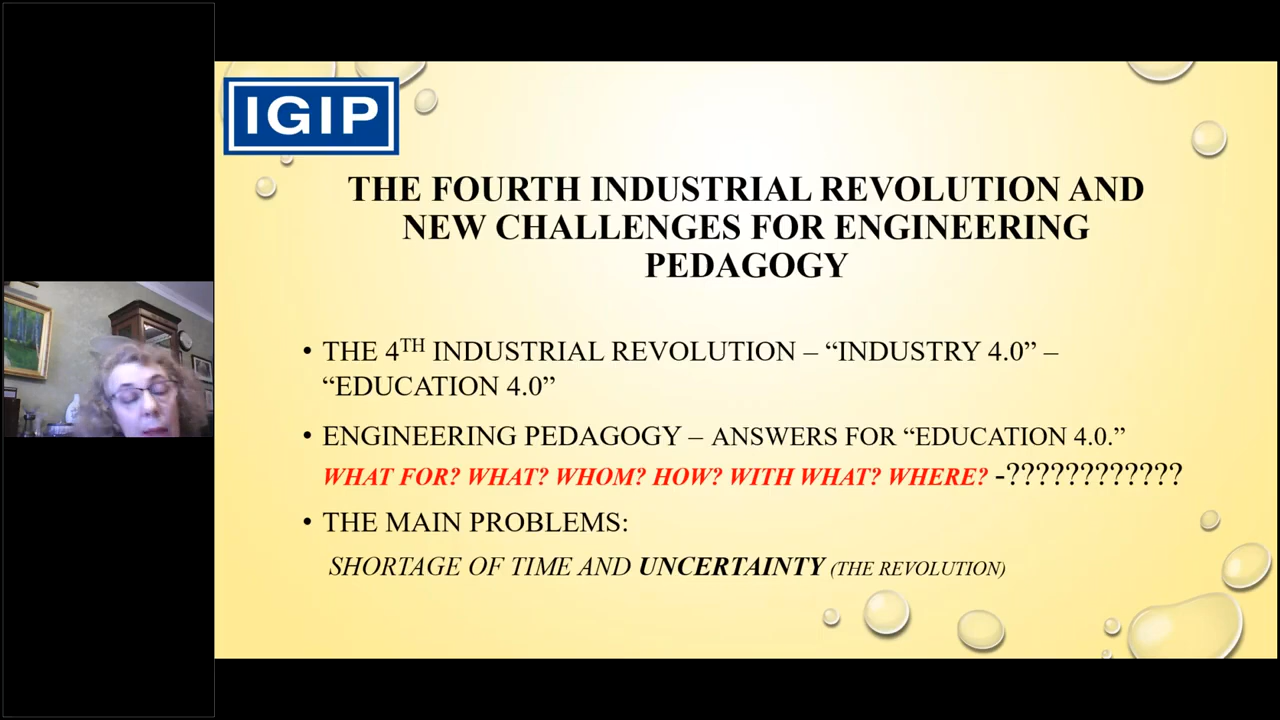 IGIP
THE FOURTH INDUSTRIAL REVOLUTION AND
NEW CHALLENGES FOR ENGINEERING
PEDAGOGY
• THE 4TH INDUSTRIAL REVOLUTION – “INDUSTRY 4.0” –
“EDUCATION 4.0”
• ENGINEERING PEDAGOGY – ANSWERS FOR “EDUCATION 4.0.”
WHAT FOR? WHAT? WHOM? HOW? WITH WHAT? WHERE? -????????????
• THE MAIN PROBLEMS:
SHORTAGE OF TIME AND UNCERTAINTY (THE REVOLUTION)